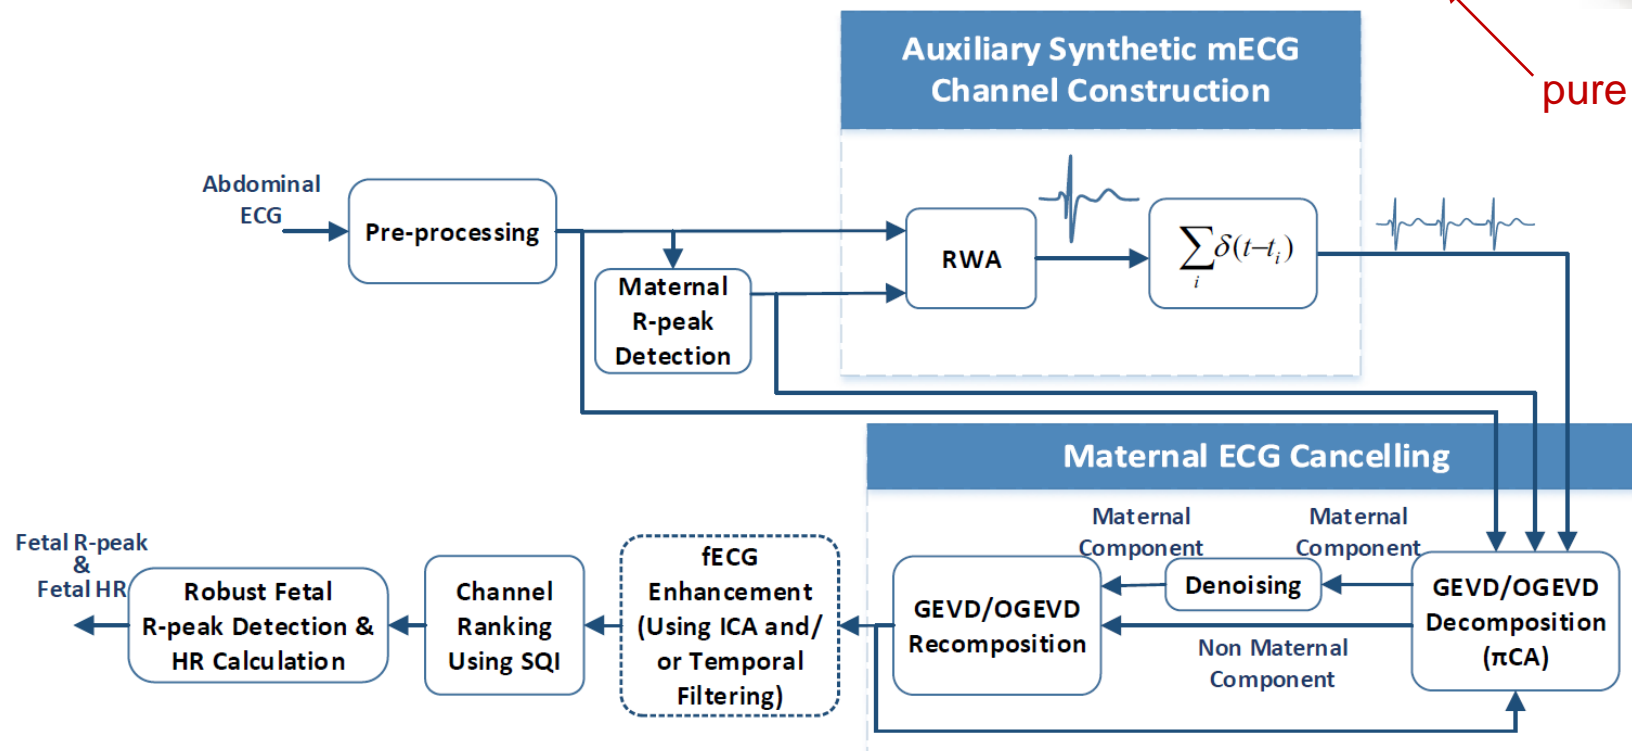 Auxiliary Synthetic mECG
Channel Construction
pure
Abdominal
ECG
Pre-processing
Maternal
R-peak
Detection
RWA
∑δ(t–tᵢ)
i
Maternal ECG Cancelling
Fetal R-peak
&
Fetal HR
Robust Fetal
R-peak Detection &
HR Calculation
Channel
Ranking
Using SQI
fECG
Enhancement
(Using ICA and/
or Temporal
Filtering)
GEVD/OGEVD
Recomposition
Maternal
Component
Denoising
Maternal
Component
Non Maternal
Component
GEVD/OGEVD
Decomposition
(πCA)